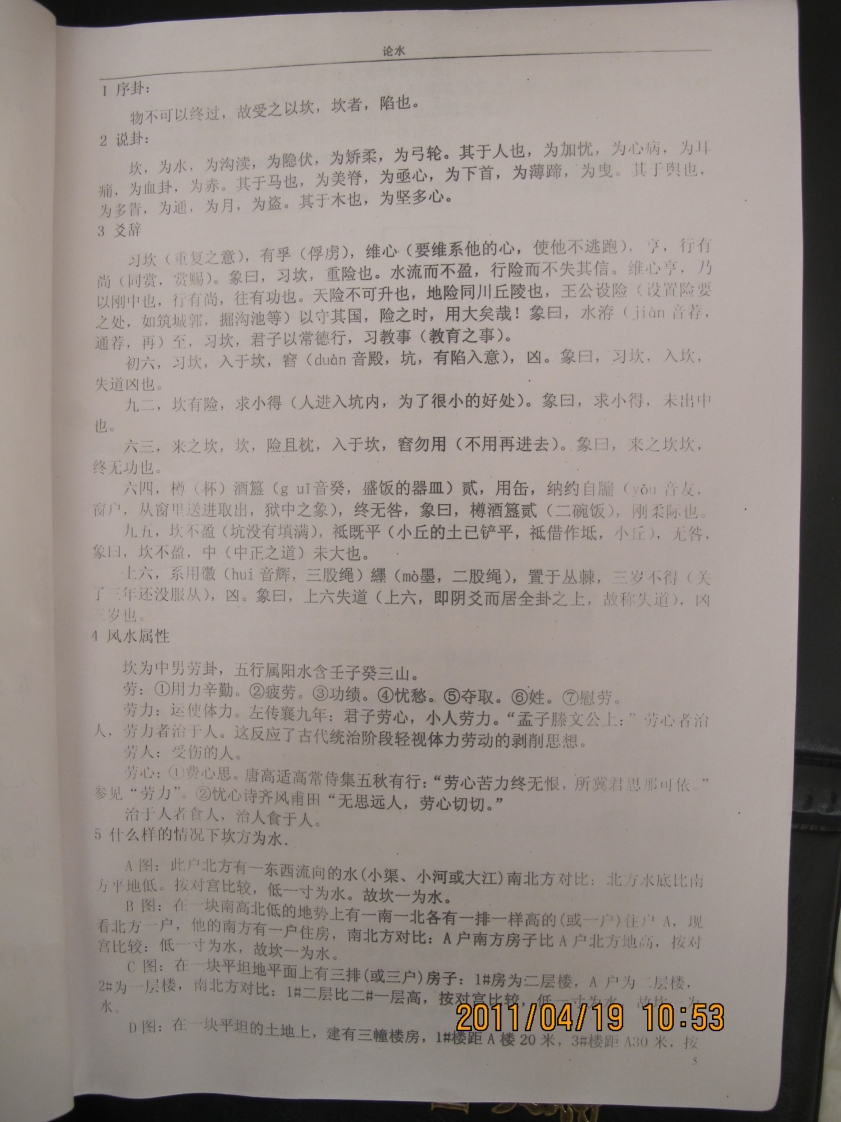 论水
1 序卦：
物不可以终过，故受之以坎，坎者，陷也。
2 说卦：
坎，为水，为沟渎，为隐伏，为矫柔，为弓轮。其于人也，为加忧，为心病，为耳
痛，为血卦，为赤。其于马也，为美脊，为亟心，为下首，为薄蹄，为曳。其于舆也，
为多眚，为通，为月，为盗。其于木也，为坚多心。
3 爻辞
习坎（重复之意），有孚（俘虏），维心（要维系他的心，使他不逃跑），亨，行有
尚（同赏，赏赐）。象曰，习坎，重险也。水流而不盈，行险而不失其信。维心亨，乃
以刚中也，行有尚，往有功也。天险不可升也，地险同川丘陵也，王公设险（设置险要
之处，如筑城郭，掘沟池等）以守其国，险之时，用大矣哉！象曰，水洊（jiàn 音荐，
通荐，再）至，习坎，君子以常德行，习教事（教育之事）。
初六，习坎，入于坎，窞（duàn 音殿，坑，有陷入意），凶。象曰，习坎，入坎，
失道凶也。
九二，坎有险，求小得（人进入坑内，为了很小的好处）。象曰，求小得，未出中
也。
六三，来之坎，坎，险且枕，入于坎，窞勿用（不用再进去）。象曰，来之坎坎，
终无功也。
六四，樽（杯）酒簋（g uǐ音癸，盛饭的器皿）贰，用缶，纳约自牖（yǒu 音友，
窗户，从窗里送进取出，狱中之象），终无咎，象曰，樽酒簋贰（二碗饭），刚柔际也。
九五，坎不盈（坑没有填满），祗既平（小丘的土已铲平，祗借作坻，小丘），无咎，
象曰，坎不盈，中（中正之道）未大也。
上六，系用徽（huī 音辉，三股绳）纆（mò墨，二股绳），置于丛棘，三岁不得（关
了三年还没服从），凶。象曰，上六失道（上六，即阴爻而居全卦之上，故称失道），凶
三岁也。
4 风水属性
坎为中男劳卦，五行属阳水含壬子癸三山。
劳：①用力辛勤。②疲劳。③功绩。④忧愁。⑤夺取。⑥姓。⑦慰劳。
劳力：运使体力。左传襄九年：君子劳心，小人劳力。“孟子滕文公上：”劳心者治
人，劳力者治于人。这反应了古代统治阶段轻视体力劳动的剥削思想。
劳人：受伤的人。
劳心：①费心思。唐高适高常侍集五秋有行：“劳心苦力终无恨，所冀君思那可依。”
参见“劳力”。②忧心诗齐风甫田“无思远人，劳心切切。”
治于人者食人，治人食于人。
5 什么样的情况下坎方为水．
A 图：此户北方有一东西流向的水(小渠、小河或大江)南北方对比：北方水底比南
方平地低。按对宫比较，低一寸为水。故坎一为水。
B 图：在一块南高北低的地势上有一南一北各有一排一样高的(或一户)住户 A，现
看北方一户，他的南方有一户住房，南北方对比：A 户南方房子比 A 户北方地高，按对
宫比较：低一寸为水，故坎一为水。
C 图：在一块平坦地平面上有三排(或三户)房子：1#房为二层楼，A 户为二层楼，
2#为一层楼，南北方对比：1#二层比二#一层高，按对宫比较，低一寸为水，故坎一为
水。
D 图：在一块平坦的土地上，建有三幢楼房，1#楼距 A 楼 20 米，3#楼距 A30 米，按
5
2011/04/19 10:53